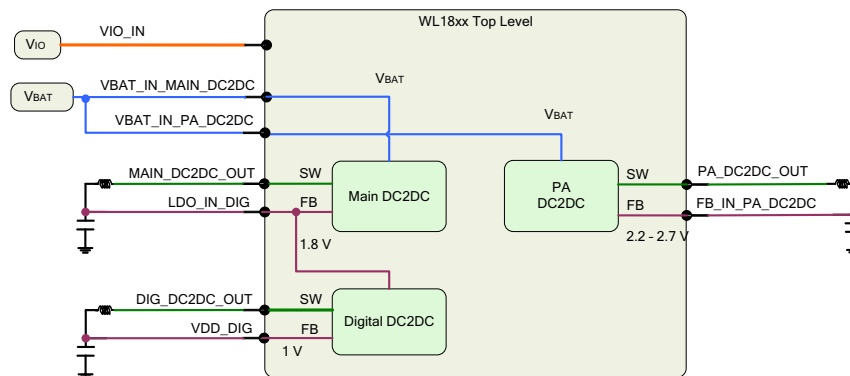 WL18xx Top Level
VIO
VIO_IN
VBAT
VBAT_IN_MAIN_DC2DC
VBAT
VBAT
VBAT_IN_PA_DC2DC
MAIN_DC2DC_OUT
SW
Main DC2DC
LDO_IN_DIG
FB
1.8 V
PA
DC2DC
SW
PA_DC2DC_OUT
FB
FB_IN_PA_DC2DC
2.2 – 2.7 V
DIG_DC2DC_OUT
SW
Digital DC2DC
VDD_DIG
FB
1 V